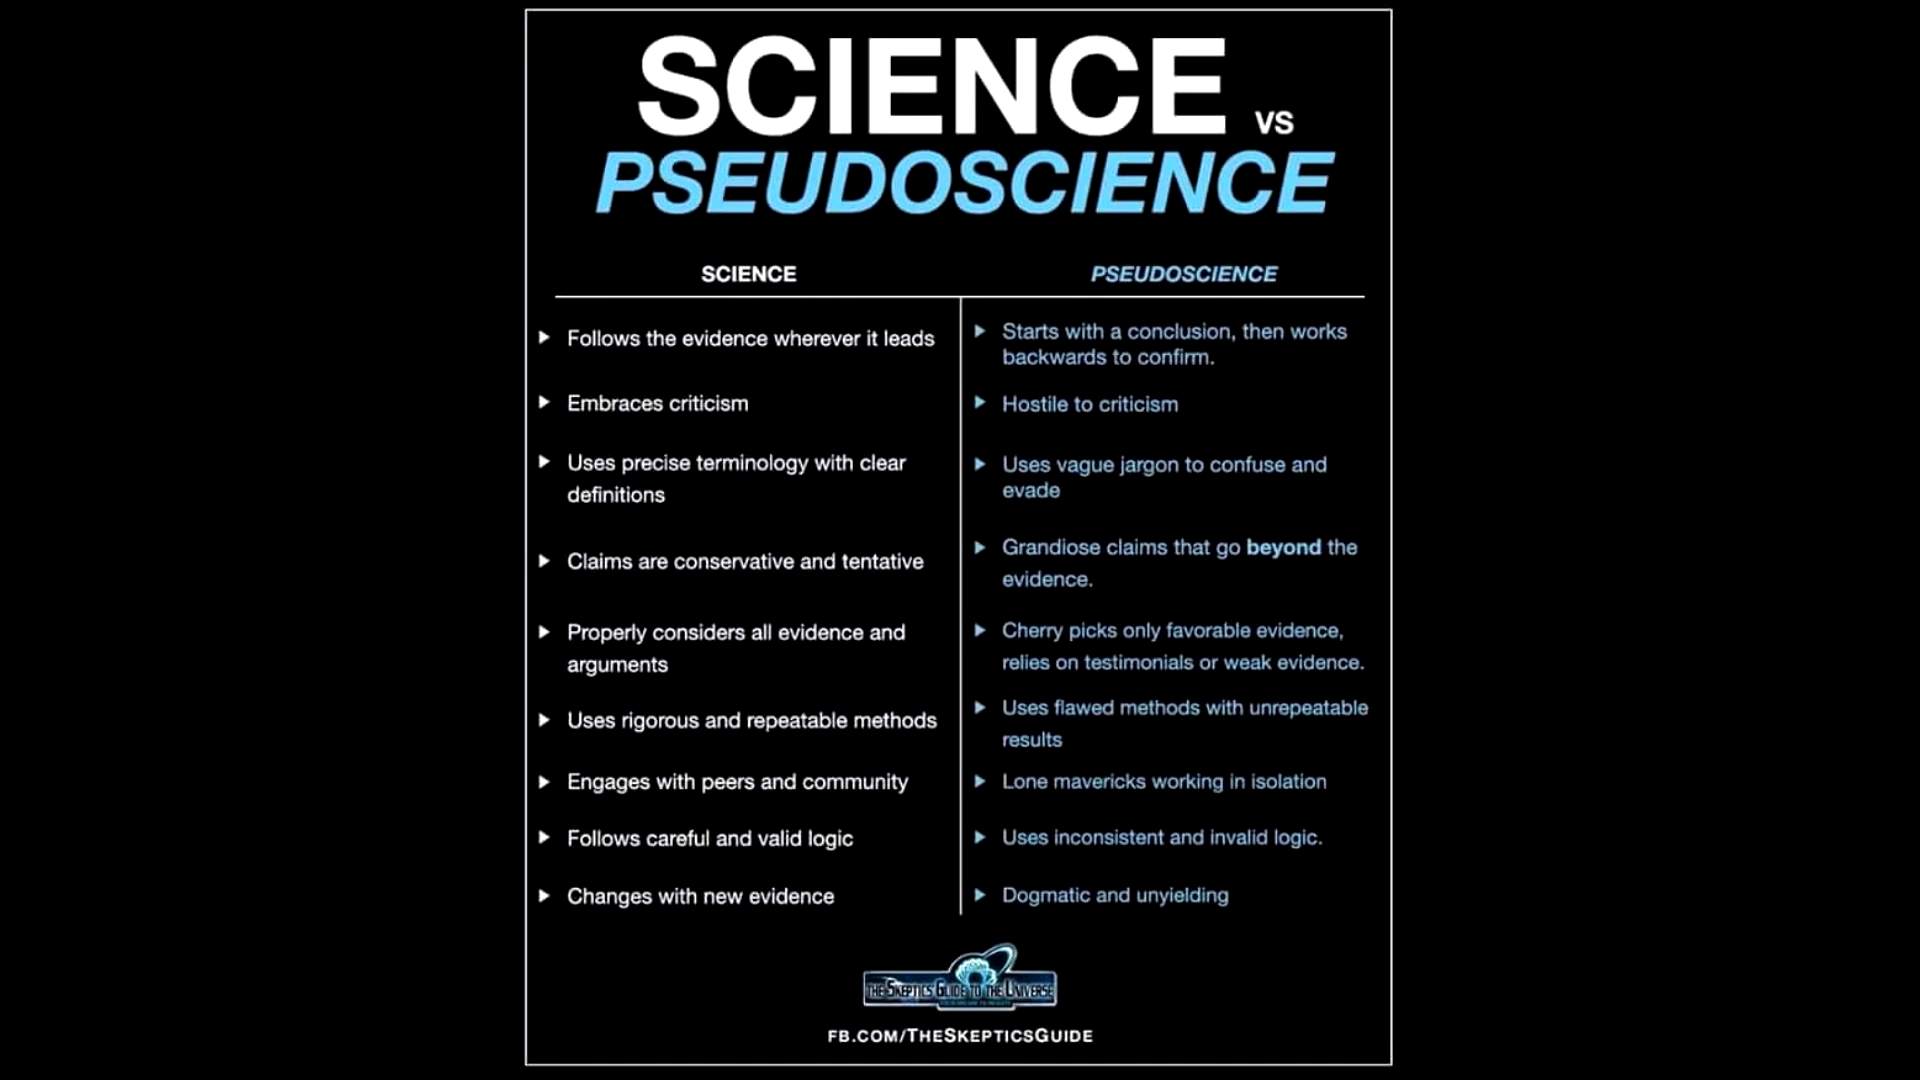 SCIENCE VS
PSEUDOSCIENCE
SCIENCE
Follows the evidence wherever it leads
Embraces criticism
Uses precise terminology with clear
definitions
Claims are conservative and tentative
Properly considers all evidence and
arguments
Uses rigorous and repeatable methods
Engages with peers and community
Follows careful and valid logic
Changes with new evidence
PSEUDOSCIENCE
Starts with a conclusion, then works
backwards to confirm.
Hostile to criticism
Uses vague jargon to confuse and
evade
Grandiose claims that go beyond the
evidence.
Cherry picks only favorable evidence,
relies on testimonials or weak evidence.
Uses flawed methods with unrepeatable
results
Lone mavericks working in isolation
Uses inconsistent and invalid logic.
Dogmatic and unyielding
THE SKEPTICS GUIDE TO THE UNIVERSE
FB.COM/THESKEPTICSGUIDE